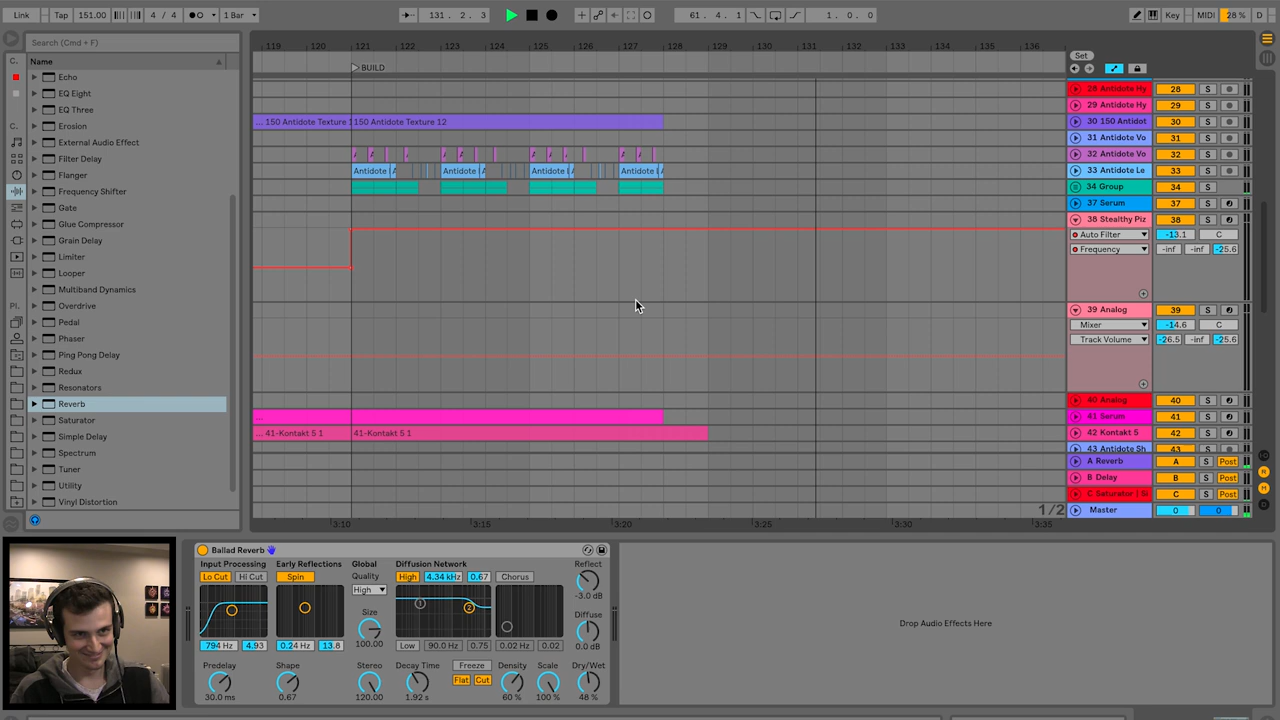 Link Tap 151.00 4 / 4 1 Bar 131. 2. 3 61. 4. 1 1. 0. 0 Key MIDI 28 % D
Search (Cmd + F)
C. Name
Echo
EQ Eight
EQ Three
C. Erosion
External Audio Effect
Filter Delay
Flanger
Frequency Shifter
Gate
Glue Compressor
Grain Delay
Limiter
Looper
Multiband Dynamics
Pl. Overdrive
Pedal
Phaser
Ping Pong Delay
Redux
Resonators
Reverb
Saturator
Simple Delay
Spectrum
Tuner
Utility
Vinyl Distortion
119 120 121 122 123 124 125 126 127 128 129 130 131 132 133 134 135 136
BUILD
Set
28 Antidote Hy 28 S
29 Antidote Hy 29 S
... 150 Antidote Texture 1 150 Antidote Texture 12 30 150 Antidot 30 S
31 Antidote Vo 31 S
32 Antidote Vo 32 S
Antidote Antidote Antidote Antidote 33 Antidote Le 33 S
34 Group 34 S
37 Serum 37 S
38 Stealthy Piz 38 S
Auto Filter -13.1 C
Frequency -inf -inf -25.6
39 Analog 39 S
Mixer -14.6 C
Track Volume -26.5 -inf -25.6
40 Analog 40 S
... 41 Serum 41 S
... 41-Kontakt 5 1 41-Kontakt 5 1 42 Kontakt 5 42 S
43 Antidote Sh 43 S
A Reverb A S Post
B Delay B S Post
C Saturator | C S Post
1/2 Master 0 0
3:10 3:15 3:20 3:25 3:30 3:35
Ballad Reverb
Input Processing Early Reflections Global Diffusion Network Reflect
Lo Cut Hi Cut Spin Quality High 4.34 kHz 0.67 Chorus
High
-3.0 dB
Size Diffuse
100.00
794 Hz 4.93 0.24 Hz 13.8 Low 90.0 Hz 0.75 0.02 Hz 0.02 0.0 dB
Predelay Shape Stereo Decay Time Freeze Density Scale Dry/Wet
Flat Cut
30.0 ms 0.67 120.00 1.92 s 60 % 100 % 48 %
Drop Audio Effects Here